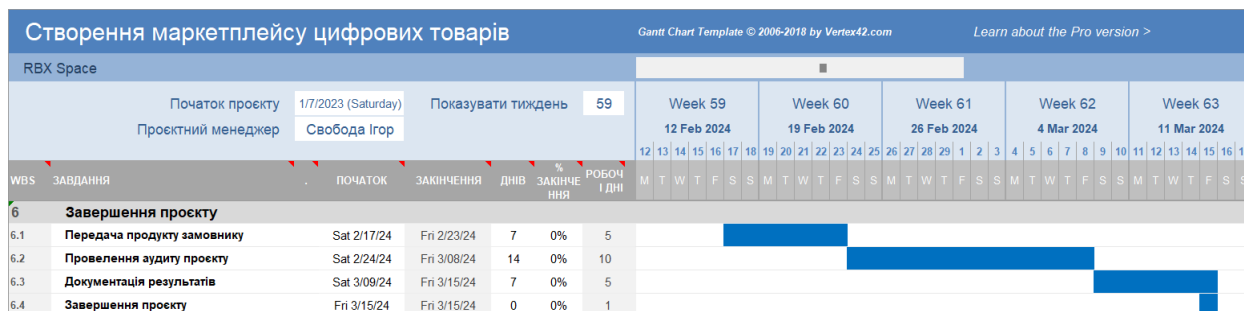 Створення маркетплейсу цифрових товарів Gantt Chart Template © 2006-2018 by Vertex42.com Learn about the Pro version >
RBX Space
Початок проєкту 1/7/2023 (Saturday) Показувати тиждень 59 Week 59 Week 60 Week 61 Week 62 Week 63
Проєктний менеджер Свобода Ігор 12 Feb 2024 19 Feb 2024 26 Feb 2024 4 Mar 2024 11 Mar 2024
12 13 14 15 16 17 18 19 20 21 22 23 24 25 26 27 28 29 1 2 3 4 5 6 7 8 9 10 11 12 13 14 15 16
WBS ЗАВДАННЯ . ПОЧАТОК ЗАКІНЧЕННЯ ДНІВ % ЗАКІНЧЕ ННЯ РОБОЧ І ДНІ M T W T F S S M T W T F S S M T W T F S S M T W T F S S M T W T F S S
6 Завершення проєкту
6.1 Передача продукту замовнику Sat 2/17/24 Fri 2/23/24 7 0% 5
6.2 Провелення аудиту проєкту Sat 2/24/24 Fri 3/08/24 14 0% 10
6.3 Документація результатів Sat 3/09/24 Fri 3/15/24 7 0% 5
6.4 Завершення проєкту Fri 3/15/24 Fri 3/15/24 0 0% 1